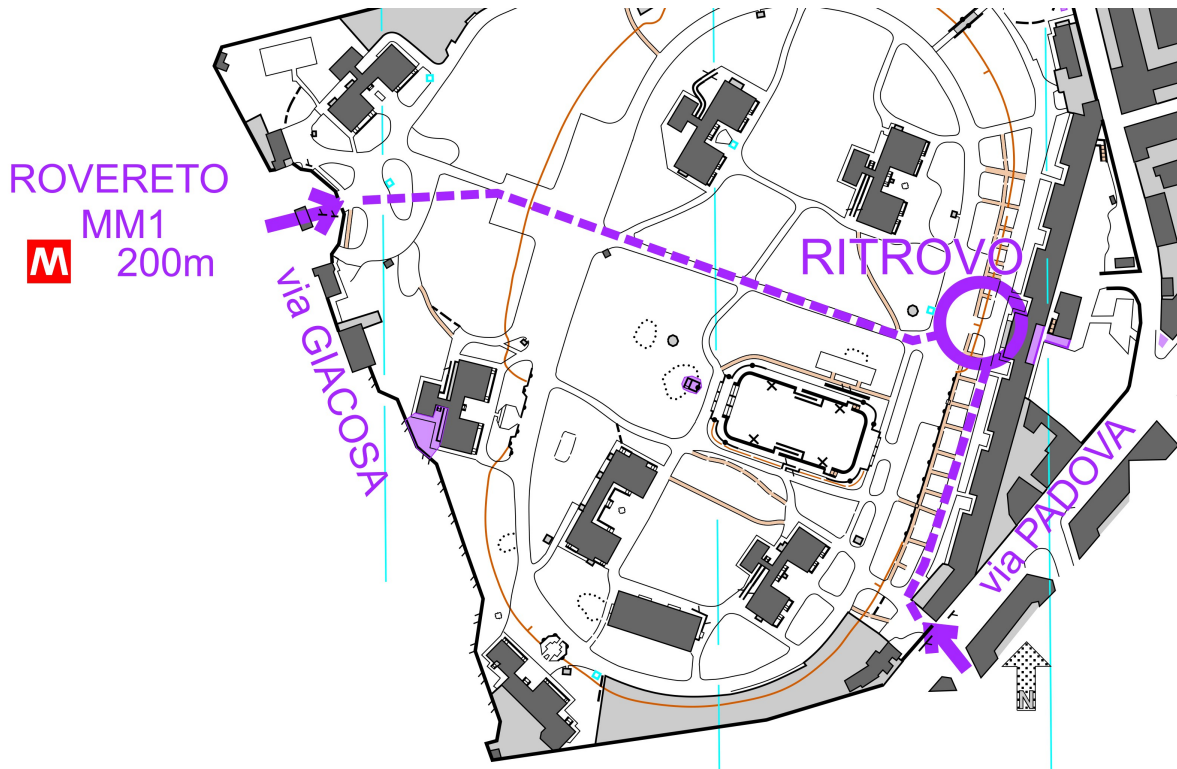 ROVERETO
MM1
M 200m
via GIACOSA
RITROVO
via PADOVA
N